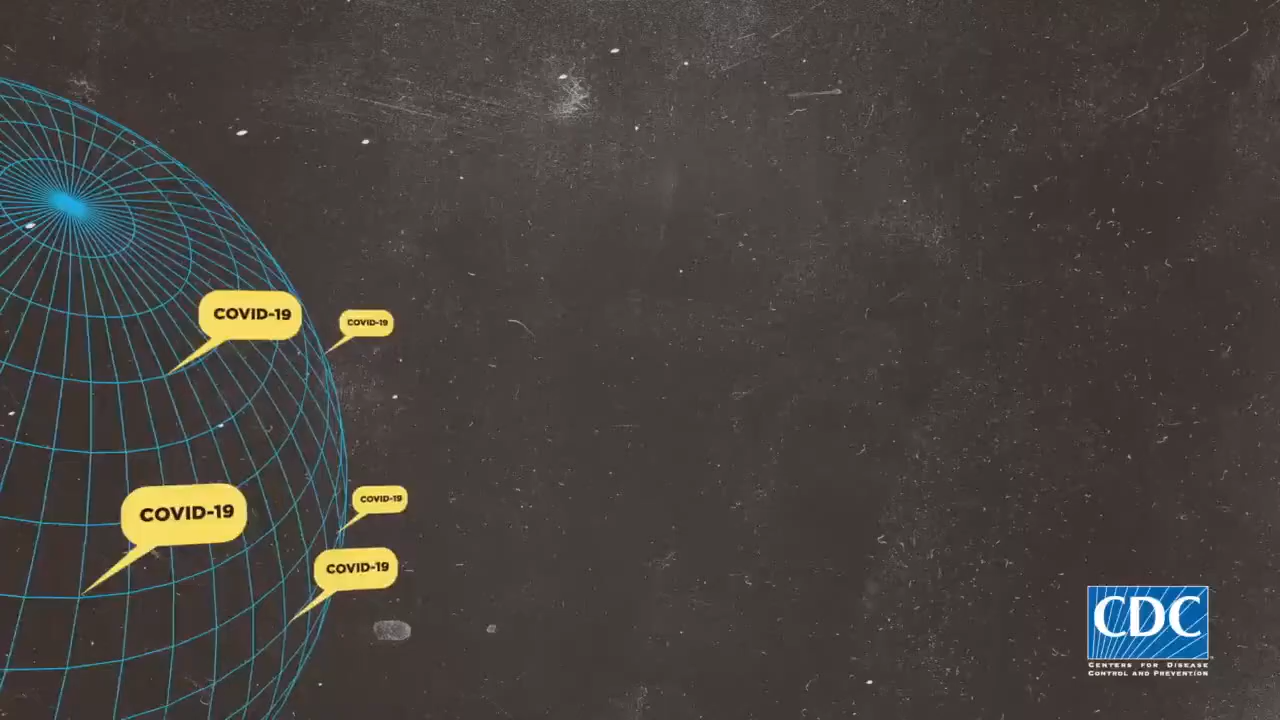 COVID-19
COVID-19
COVID-19
COVID-19
COVID-19
CDC
CENTERS FOR DISEASE
CONTROL AND PREVENTION